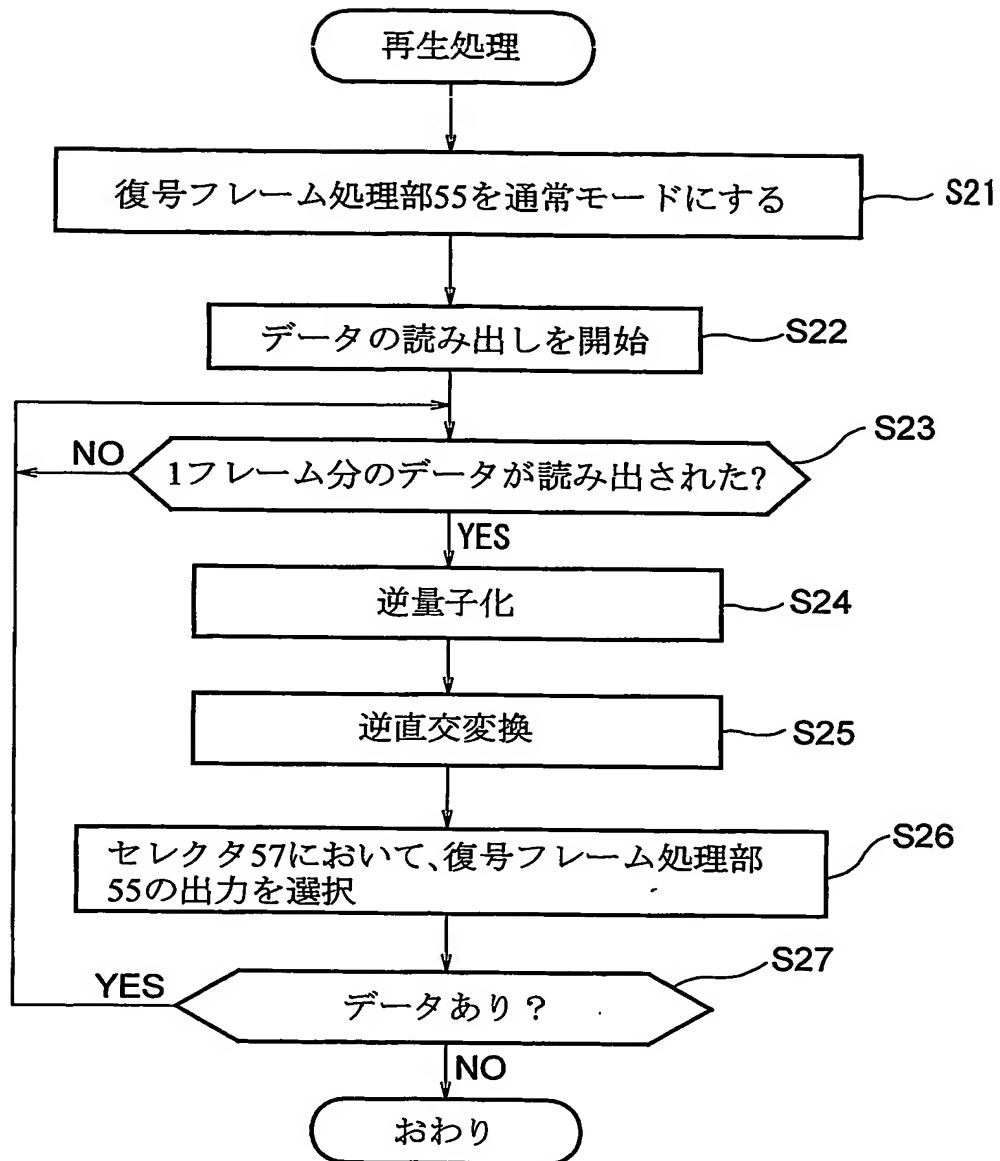 再生処理
復号フレーム処理部55を通常モードにする
S21
データの読み出しを開始
S22
S23
NO
1フレーム分のデータが読み出された?
YES
逆量子化
S24
逆直交変換
S25
S26
セレクタ57において、復号フレーム処理部
55の出力を選択
S27
YES
データあり?
NO
おわり